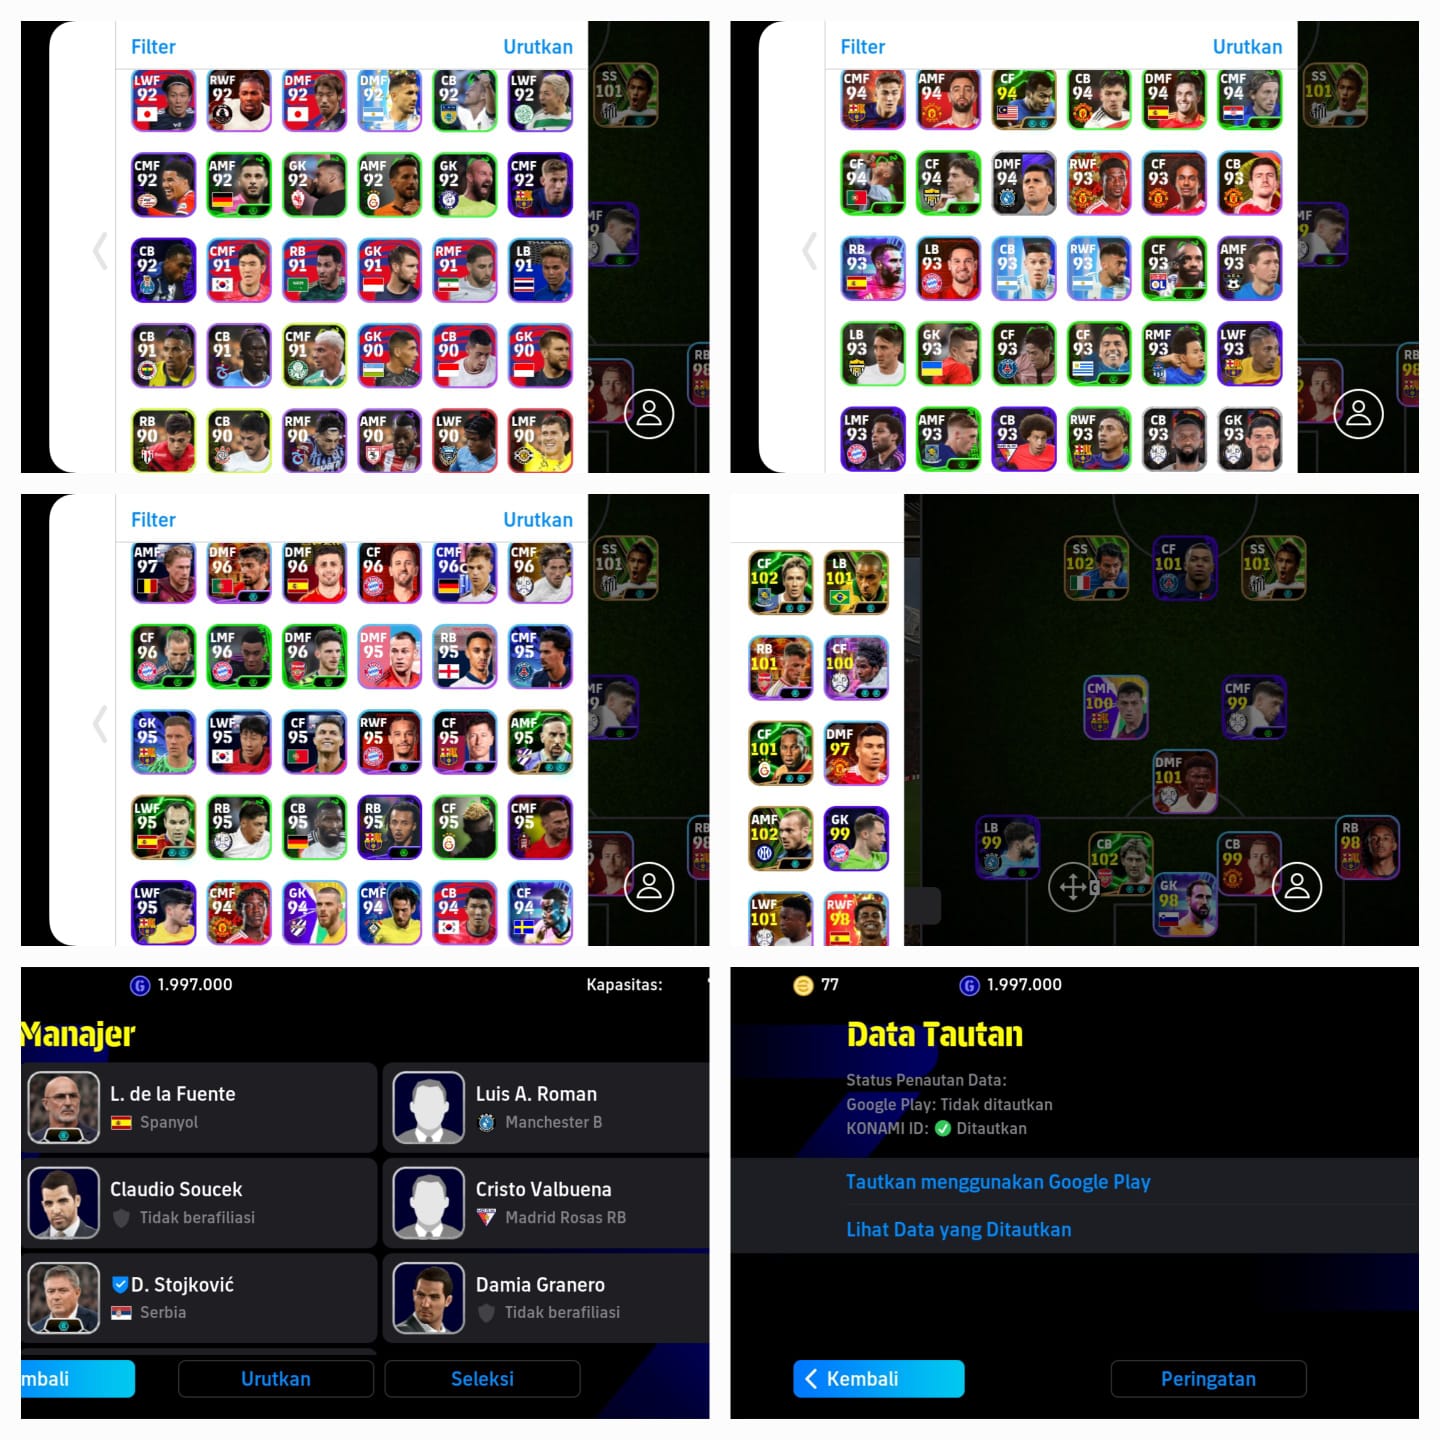 Filter Urutkan
SS 101
LWF 92 RWF 92 DMF 92 DMF 92 CB 92 LWF 92
CMF 92 AMF 92 GK 92 AMF 92 GK 92 CMF 92
MF 99
CB 92 CMF 91 RB 91 GK 91 RMF 91 LB 91
CB 91 CB 91 CMF 91 GK 90 CB 90 GK 90
RB 98
RB 90 CB 90 RMF 90 AMF 90 LWF 90 LMF 90
Filter Urutkan
SS 101
CMF 94 AMF 94 CF 94 CB 94 DMF 94 CMF 94
CF 94 CF 94 DMF 94 RWF 93 CF 93 CB 93
MF 99
RB 93 LB 93 CB 93 RWF 93 CF 93 AMF 93
LB 93 GK 93 CF 93 CF 93 RMF 93 LWF 93
RB 98
LMF 93 AMF 93 CB 93 RWF 93 CB 93 GK 93
Filter Urutkan
SS 101
AMF 97 DMF 96 DMF 96 CF 96 CMF 96 CMF 96
CF 96 LMF 96 DMF 96 DMF 95 RB 95 CMF 95
MF 99
GK 95 LWF 95 CF 95 RWF 95 CF 95 AMF 95
LWF 95 RB 95 CB 95 RB 95 CF 95 CMF 95
RB 98
LWF 95 CMF 94 GK 94 CMF 94 CB 94 CF 94
CF 102 LB 101
SS 102 CF 101 SS 101
RB 101 CF 100
CMF 100 CMF 99
CF 101 DMF 97
DMF 101
AMF 102 GK 99
LB 99 CB 102 CB 99 RB 98
GK 98
LWF 101 RWF 98
1.997.000 Kapasitas:
Manajer
L. de la Fuente
Spanyol
Luis A. Roman
Manchester B
Claudio Soucek
Tidak berafiliasi
Cristo Valbuena
Madrid Rosas RB
D. Stojković
Serbia
Damia Granero
Tidak berafiliasi
mbali Urutkan Seleksi
77 1.997.000
Data Tautan
Status Penautan Data:
Google Play: Tidak ditautkan
KONAMI ID: Ditautkan
Tautkan menggunakan Google Play
Lihat Data yang Ditautkan
Kembali Peringatan